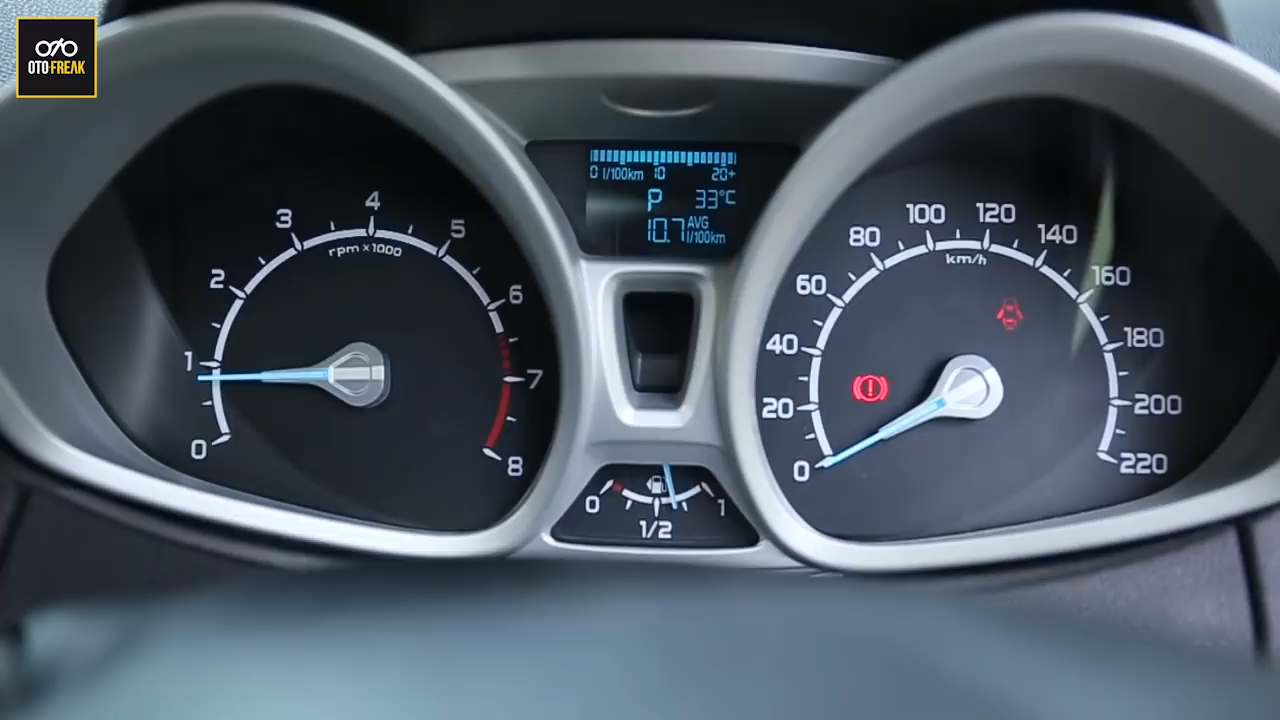 OTO
OTO-FREAK
0 1 2 3 4 5 6 7 8
rpm x1000
0 l/100km 10 20+
P 33°C
10.7 AVG l/100km
0 1/2 1
0 20 40 60 80 100 120 140 160 180 200 220
km/h